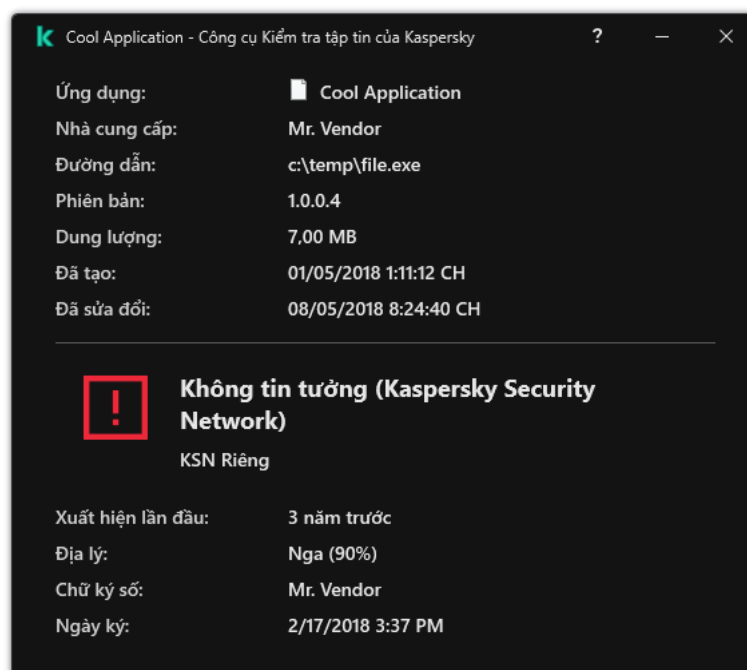 Cool Application - Công cụ Kiểm tra tập tin của Kaspersky ?
Ứng dụng: Cool Application
Nhà cung cấp: Mr. Vendor
Đường dẫn: c:\temp\file.exe
Phiên bản: 1.0.0.4
Dung lượng: 7,00 MB
Đã tạo: 01/05/2018 1:11:12 CH
Đã sửa đổi: 08/05/2018 8:24:40 CH
Không tin tưởng (Kaspersky Security
Network)
KSN Riêng
Xuất hiện lần đầu: 3 năm trước
Địa lý: Nga (90%)
Chữ ký số: Mr. Vendor
Ngày ký: 2/17/2018 3:37 PM